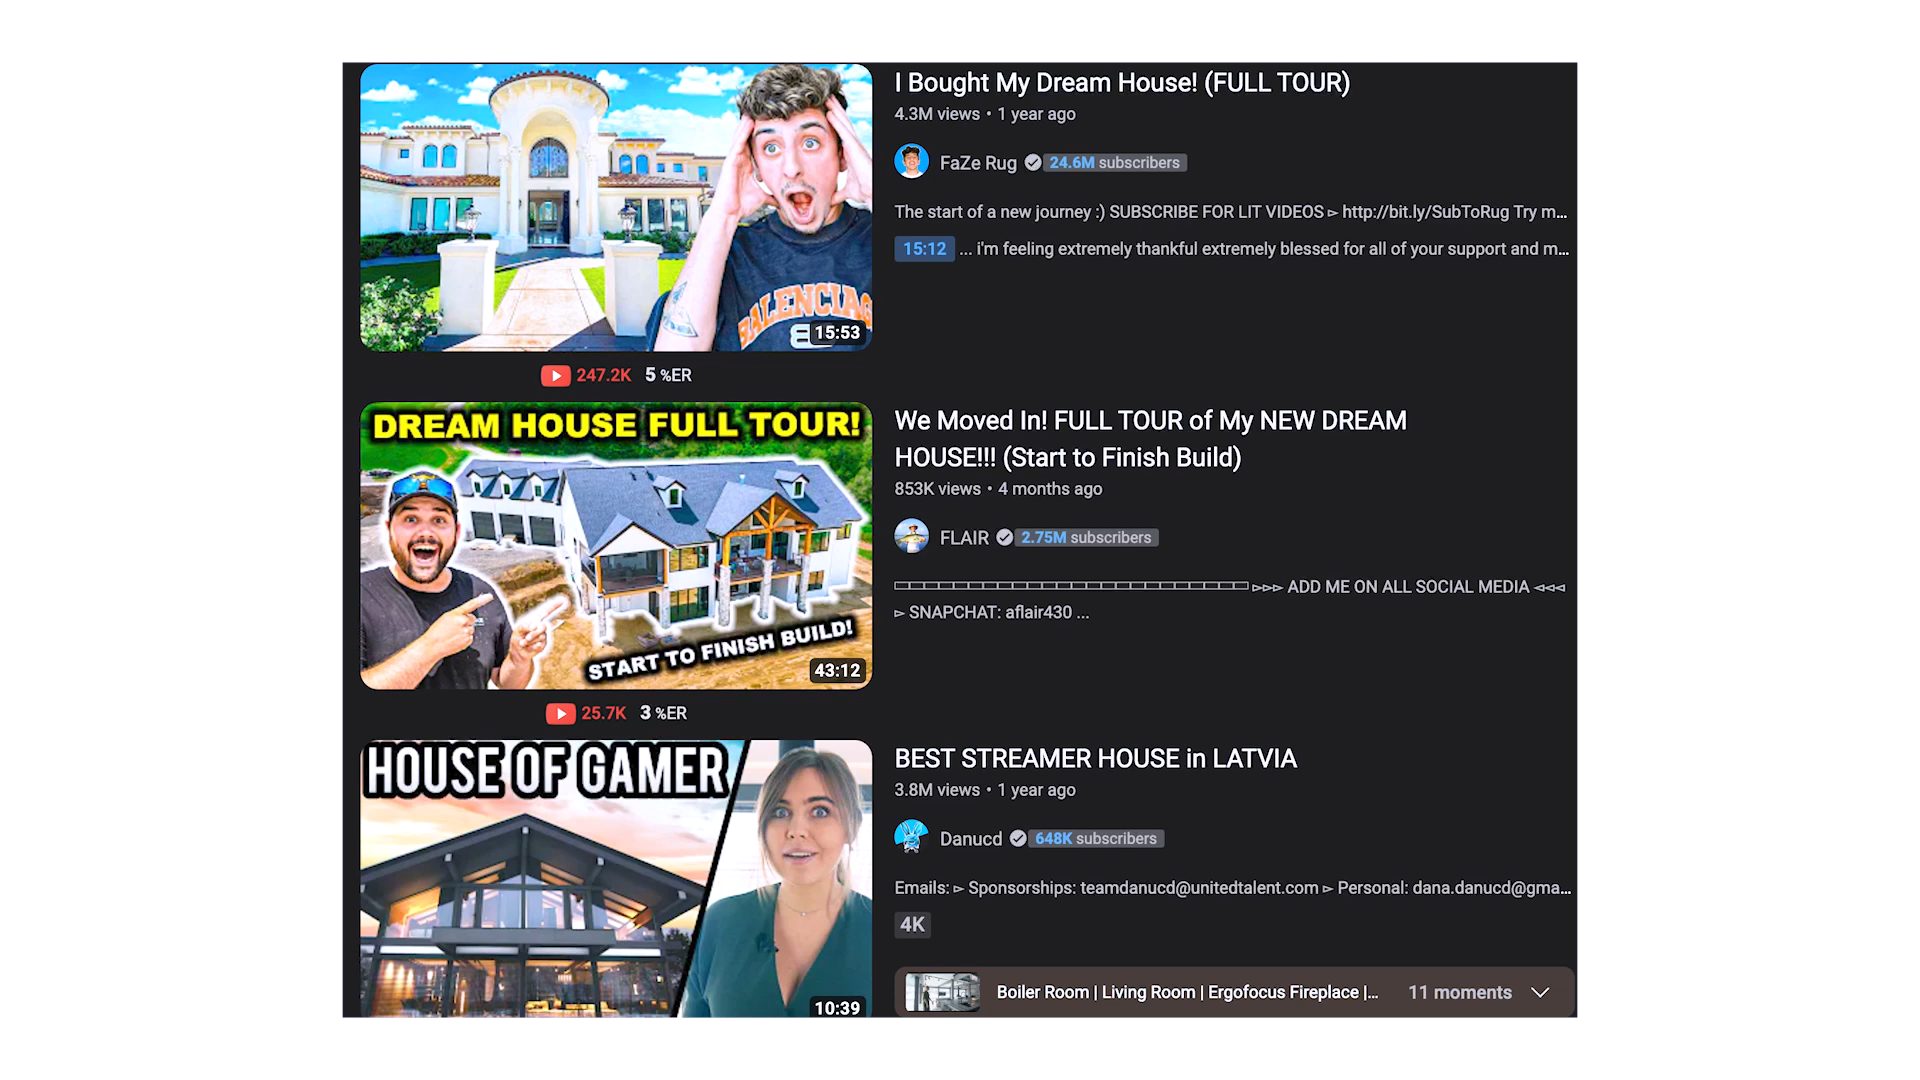 I Bought My Dream House! (FULL TOUR)
4.3M views • 1 year ago
FaZe Rug 24.6M subscribers
The start of a new journey :) SUBSCRIBE FOR LIT VIDEOS ▻ http://bit.ly/SubToRug Try m...
15:12 ... i'm feeling extremely thankful extremely blessed for all of your support and m...
BALENCIAG
15:53
247.2K 5 %ER
DREAM HOUSE FULL TOUR!
START TO FINISH BUILD!
43:12
We Moved In! FULL TOUR of My NEW DREAM
HOUSE!!! (Start to Finish Build)
853K views • 4 months ago
FLAIR 2.75M subscribers
▻▻▻ ADD ME ON ALL SOCIAL MEDIA ◅◅◅
▻ SNAPCHAT: aflair430 ...
25.7K 3 %ER
HOUSE OF GAMER
10:39
BEST STREAMER HOUSE in LATVIA
3.8M views • 1 year ago
Danucd 648K subscribers
Emails: ▻ Sponsorships: teamdanucd@unitedtalent.com ▻ Personal: dana.danucd@gma...
4K
Boiler Room | Living Room | Ergofocus Fireplace |... 11 moments